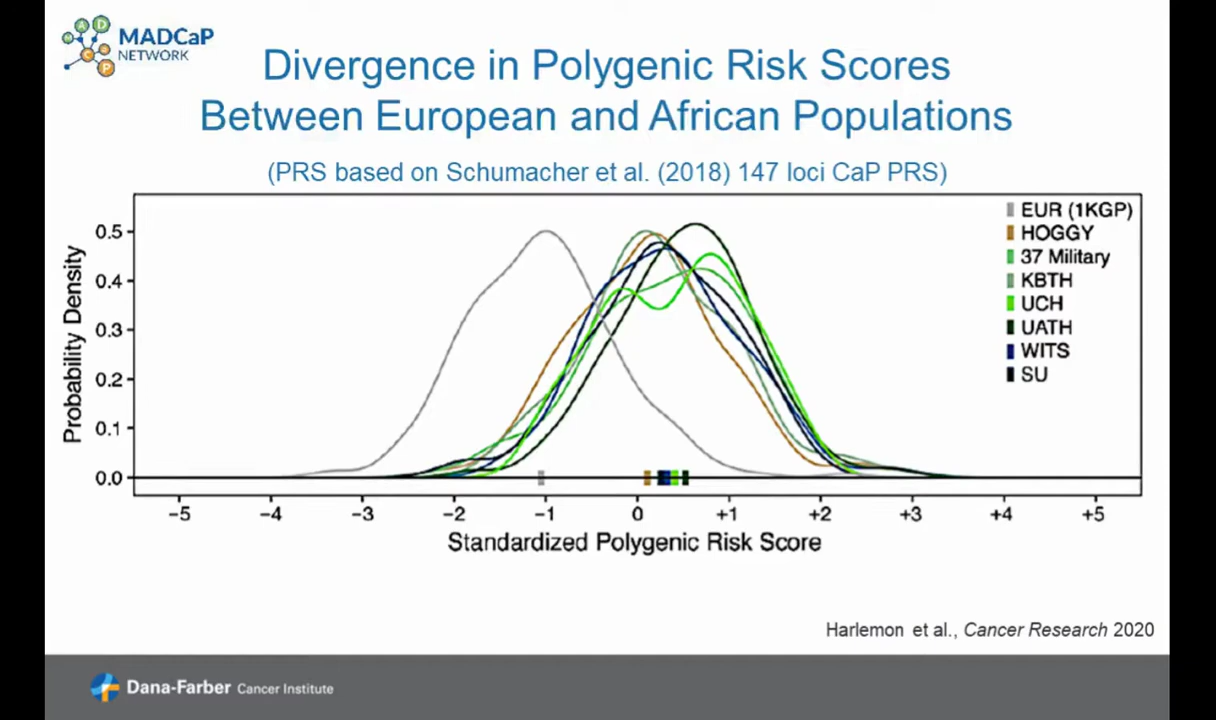 MADCaP
NETWORK
Divergence in Polygenic Risk Scores
Between European and African Populations
(PRS based on Schumacher et al. (2018) 147 loci CaP PRS)
EUR (1KGP)
HOGGY
37 Military
KBTH
UCH
UATH
WITS
SU
Probability Density
0.5
0.4
0.3
0.2
0.1
0.0
−5 −4 −3 −2 −1 0 +1 +2 +3 +4 +5
Standardized Polygenic Risk Score
Harlemon et al., Cancer Research 2020
Dana-Farber Cancer Institute